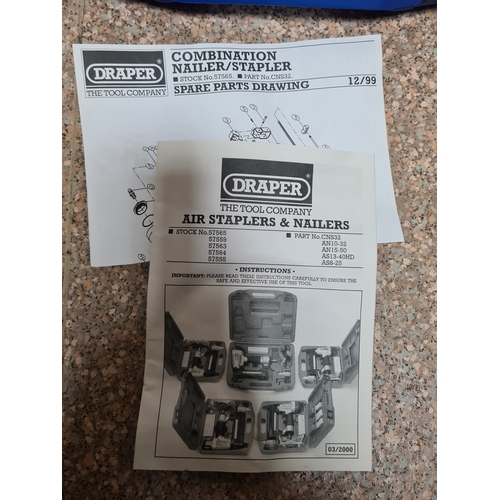 DRAPER
THE TOOL COMPANY
COMBINATION
NAILER/STAPLER
■ STOCK No.57565. ■ PART No.CNS32.
SPARE PARTS DRAWING 12/99
DRAPER
THE TOOL COMPANY
AIR STAPLERS & NAILERS
■ STOCK No.57565 ■ PART No.CNS32
57559 AN10-32
57563 AN15-50
57564 AS13-40HD
57555 AS8-25
• INSTRUCTIONS •
IMPORTANT: PLEASE READ THESE INSTRUCTIONS CAREFULLY TO ENSURE THE
SAFE AND EFFECTIVE USE OF THIS TOOL.
03/2000